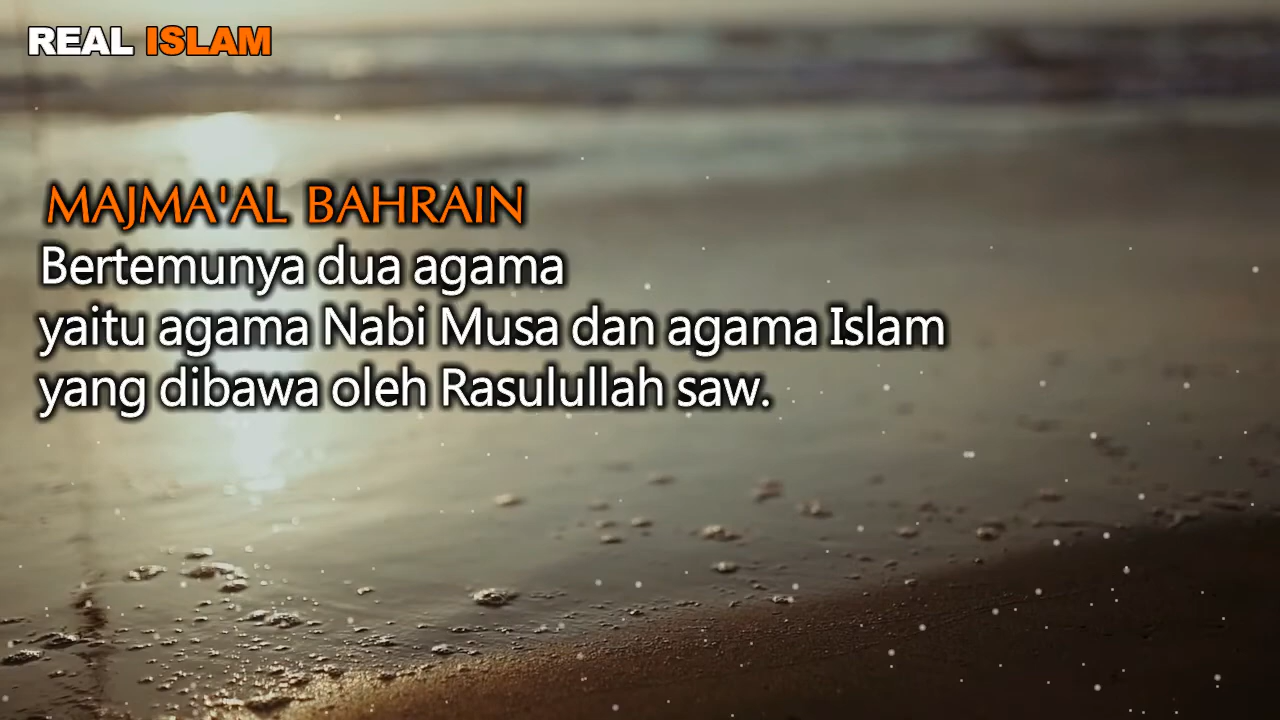 REAL ISLAM
MAJMA'AL BAHRAIN
Bertemunya dua agama
yaitu agama Nabi Musa dan agama Islam
yang dibawa oleh Rasulullah saw.